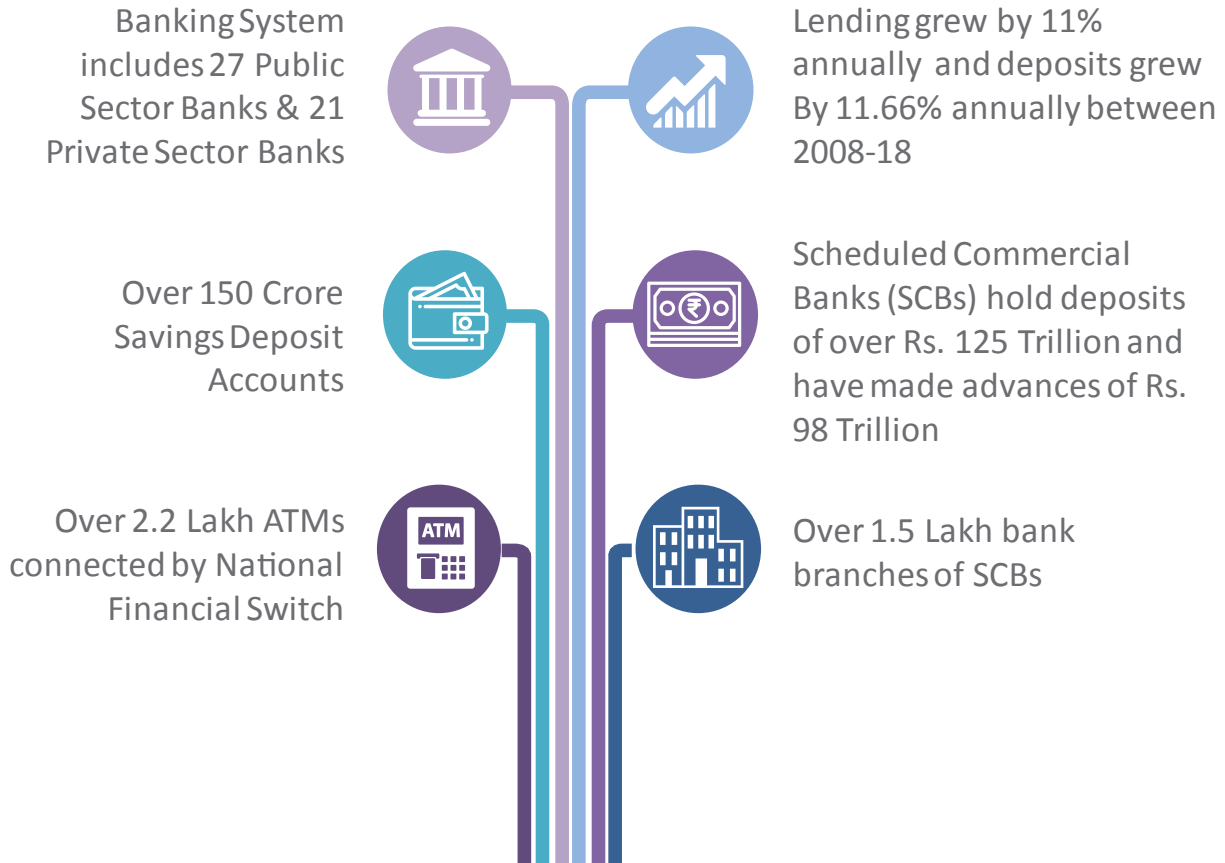 Banking System
includes 27 Public
Sector Banks & 21
Private Sector Banks
Lending grew by 11%
annually and deposits grew
By 11.66% annually between
2008-18
Over 150 Crore
Savings Deposit
Accounts
Scheduled Commercial
Banks (SCBs) hold deposits
of over Rs. 125 Trillion and
have made advances of Rs.
98 Trillion
Over 2.2 Lakh ATMs
connected by National
Financial Switch
ATM
₹
Over 1.5 Lakh bank
branches of SCBs